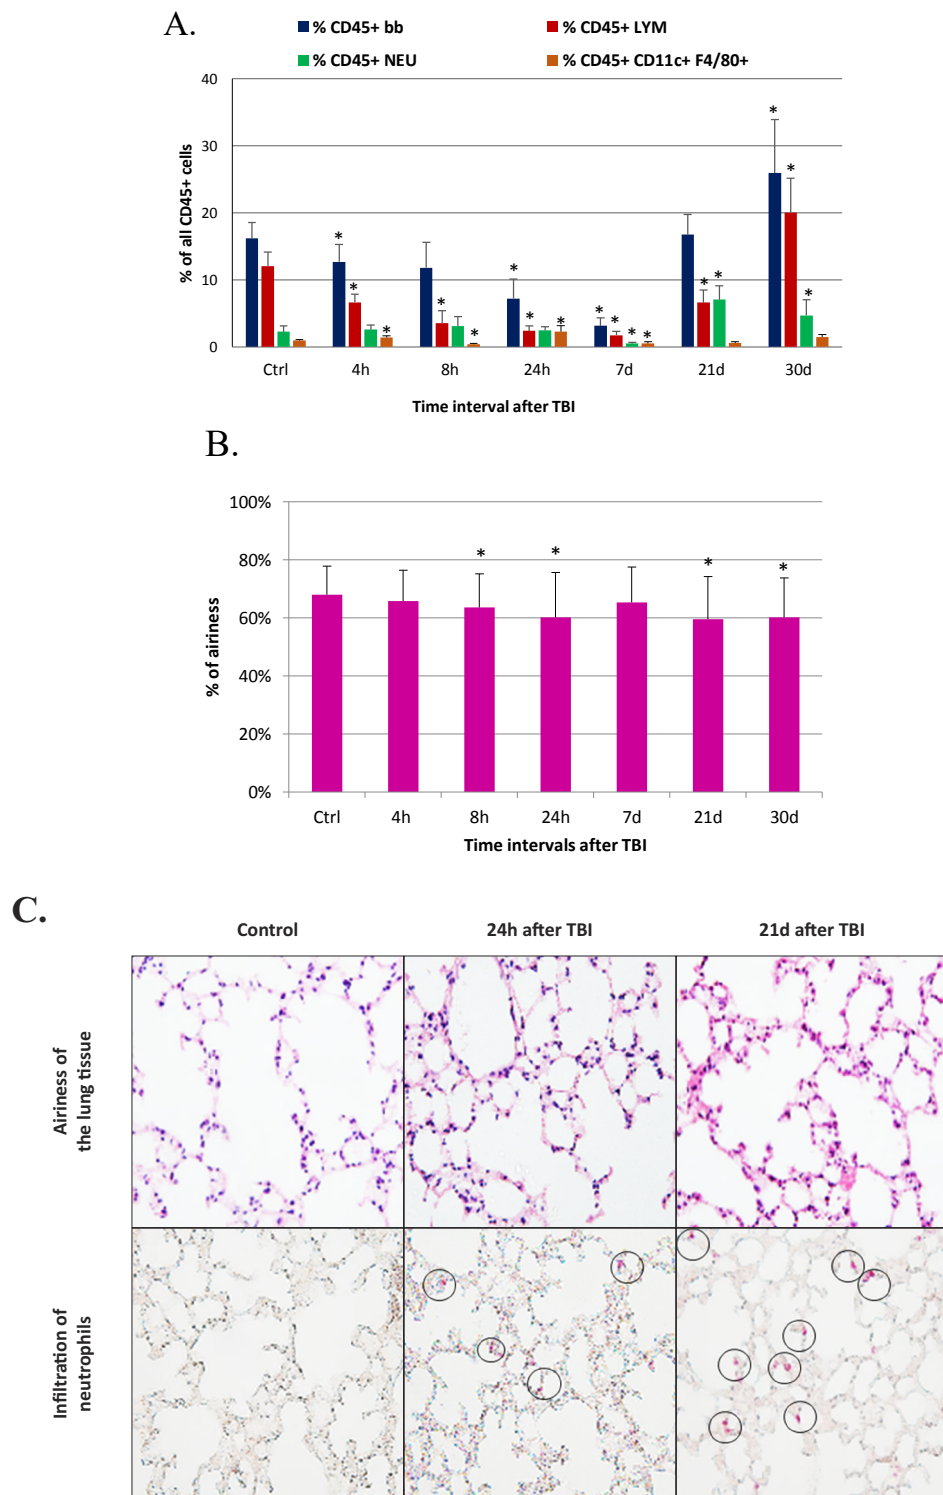 A.
% CD45+ bb % CD45+ LYM
% CD45+ NEU % CD45+ CD11c+ F4/80+
% of all CD45+ cells
40
30
20
10
0
* * * * * * * * * * * * * * * * * *
Ctrl 4h 8h 24h 7d 21d 30d
Time interval after TBI
B.
% of airiness
100%
80%
60%
40%
20%
0%
* * * *
Ctrl 4h 8h 24h 7d 21d 30d
Time intervals after TBI
C.
Control 24h after TBI 21d after TBI
Airiness of
the lung tissue
Infiltration of
neutrophils